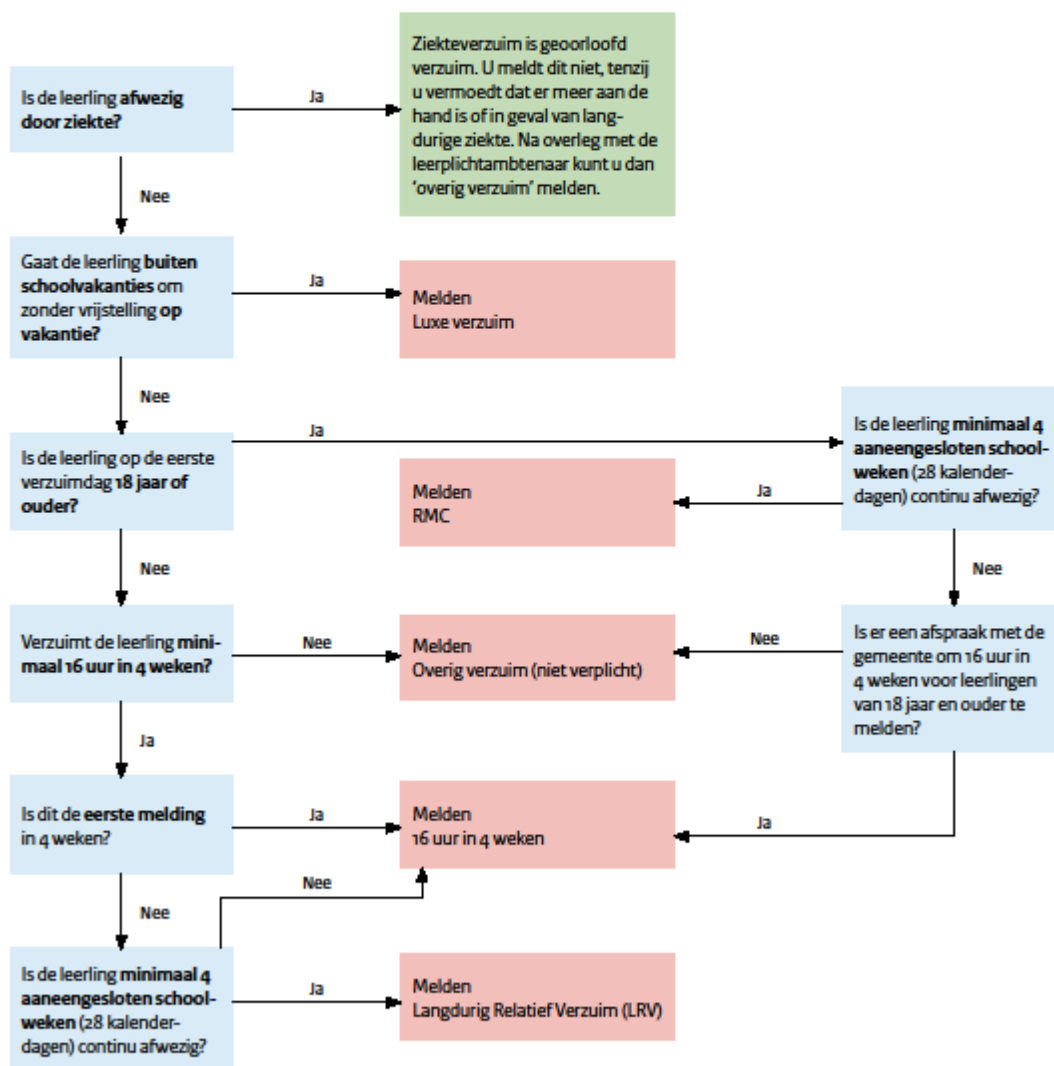 Is de leerling afwezig
door ziekte?
Ja
Ziekteverzuim is geoorloofd
verzuim. U meldt dit niet, tenzij
u vermoedt dat er meer aan de
hand is of in geval van lang-
durige ziekte. Na overleg met de
leerplichtambtenaar kunt u dan
‘overig verzuim’ melden.
Nee
Gaat de leerling buiten
schoolvakanties om
zonder vrijstelling op
vakantie?
Ja
Melden
Luxe verzuim
Nee
Is de leerling op de eerste
verzuimdag 18 jaar of
ouder?
Ja
Is de leerling minimaal 4
aaneengesloten school-
weken (28 kalender-
dagen) continu afwezig?
Ja
Melden
RMC
Nee
Nee
Verzuimt de leerling mini-
maal 16 uur in 4 weken?
Nee
Melden
Overig verzuim (niet verplicht)
Nee
Is er een afspraak met de
gemeente om 16 uur in
4 weken voor leerlingen
van 18 jaar en ouder te
melden?
Ja
Is dit de eerste melding
in 4 weken?
Ja
Melden
16 uur in 4 weken
Ja
Nee
Nee
Is de leerling minimaal 4
aaneengesloten school-
weken (28 kalender-
dagen) continu afwezig?
Ja
Melden
Langdurig Relatief Verzuim (LRV)